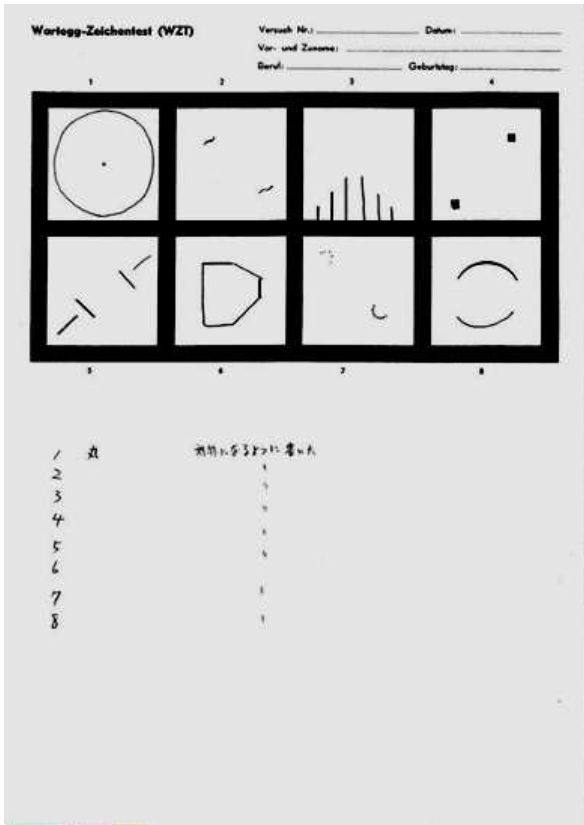 Wartegg-Zeichentest (WZT)
Versuch Nr.: Datum:
Vor- und Zuname:
Beruf: Geburtstag:
1 2 3 4
5 6 7 8
1 丸 対称になるように書いた
2 〃
3 〃
4 〃
5 〃
6 〃
7 〃
8 〃